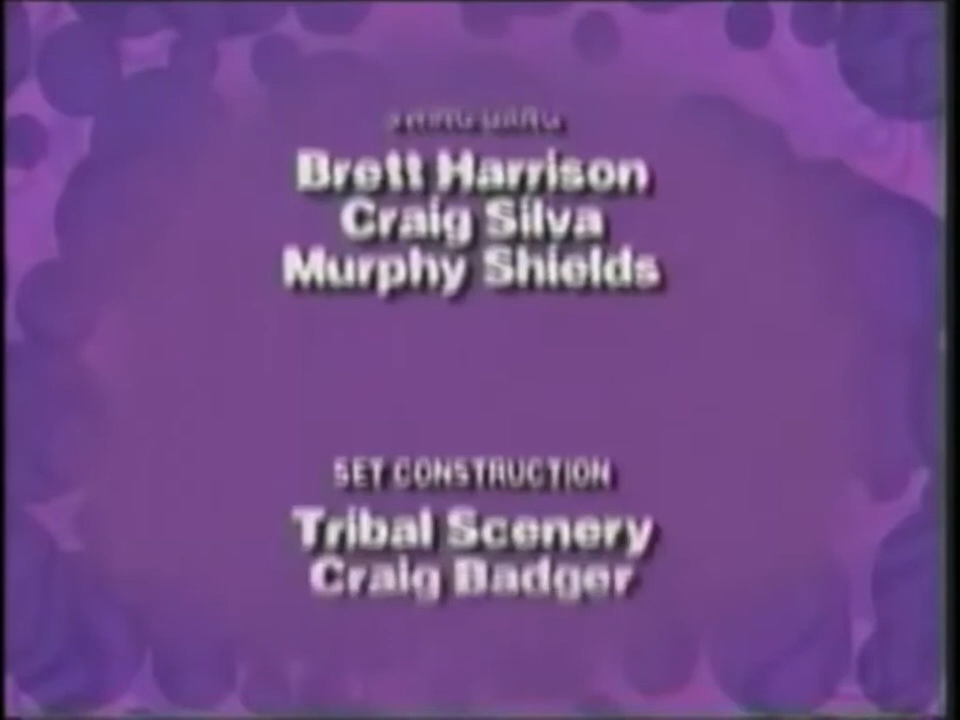 Brett Harrison
Craig Silva
Murphy Shields
SET CONSTRUCTION
Tribal Scenery
Craig Badger